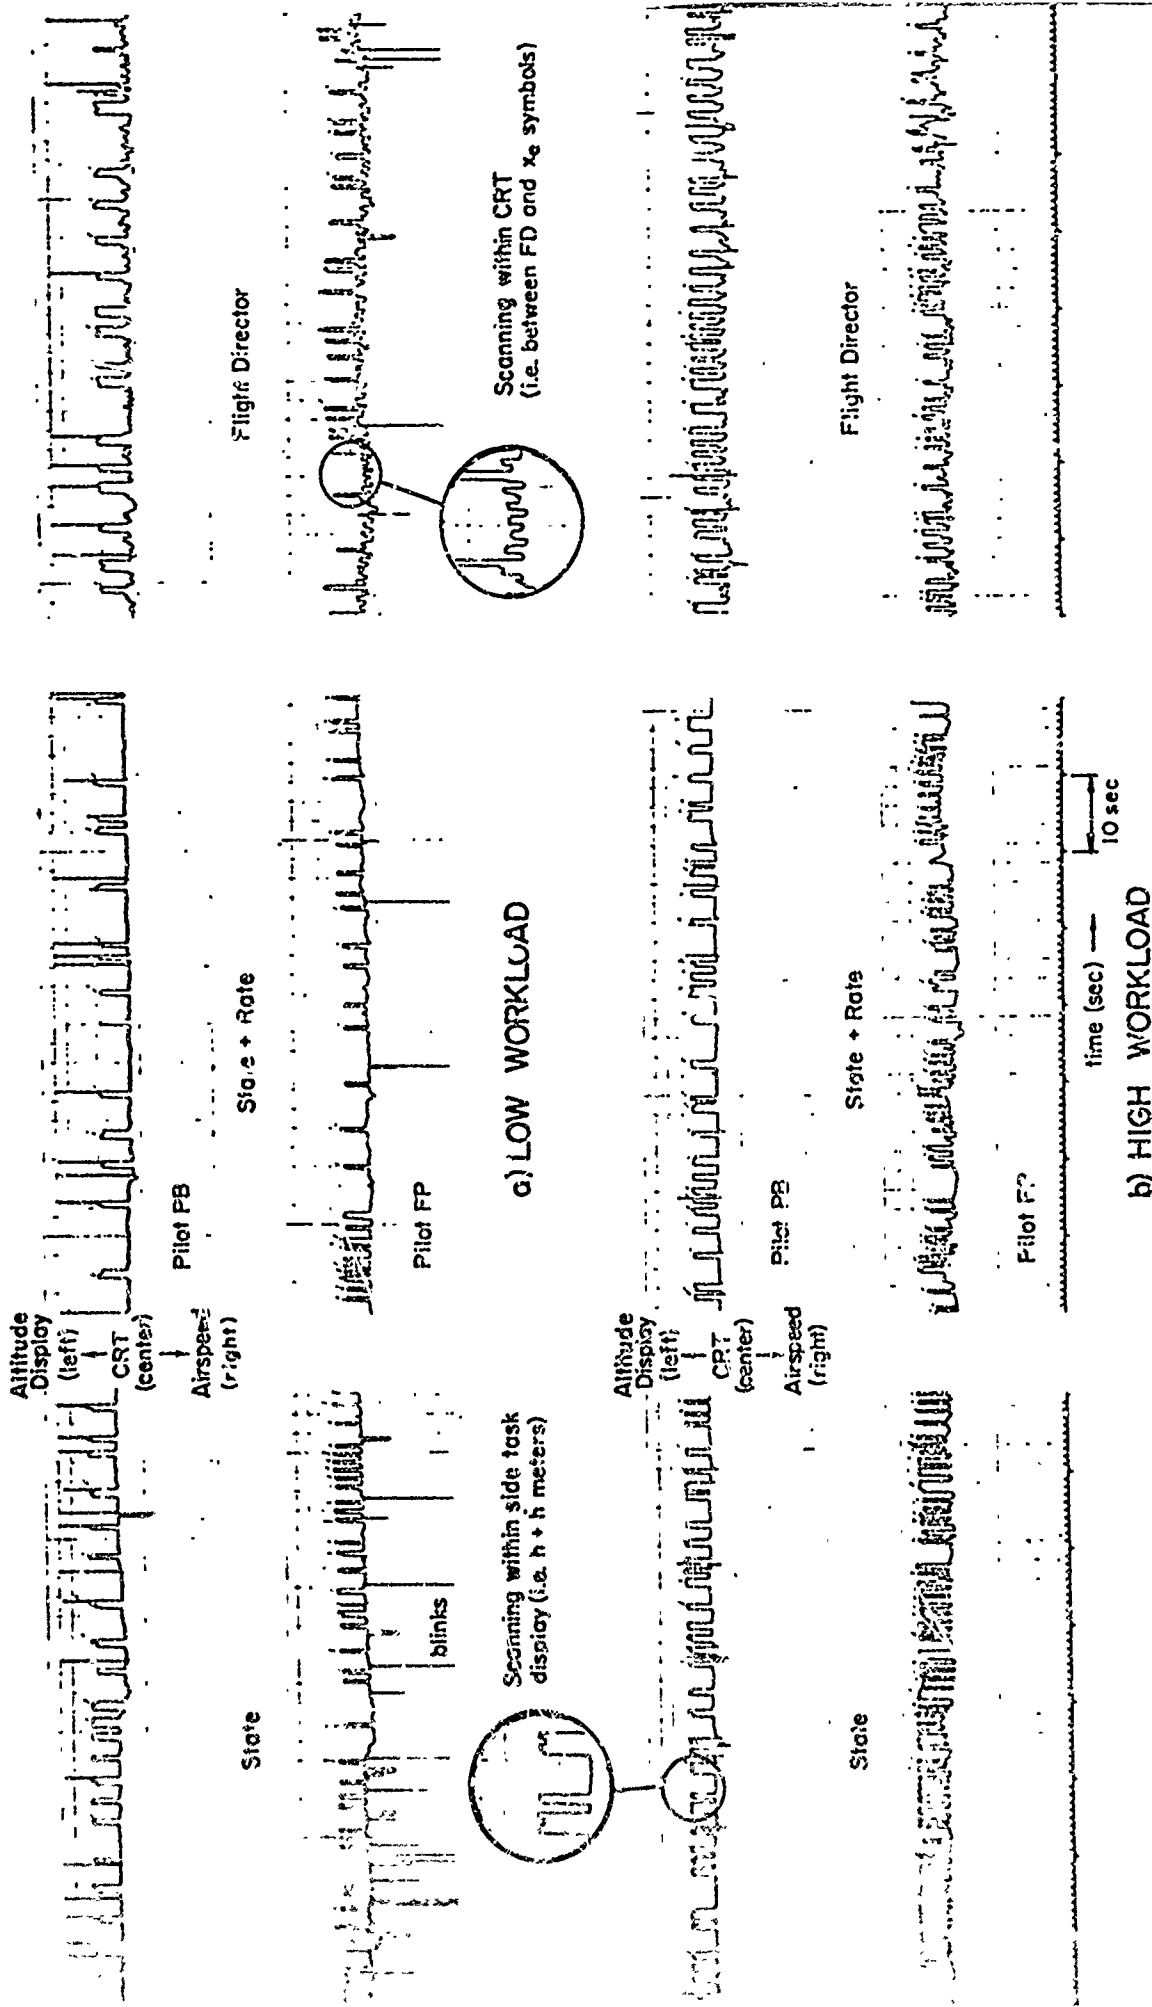 Altitude
Display
(left)
CRT
(center)
Airspeed
(right)
Pilot PB
State
State + Rate
Flight Director
blinks
Pilot FP
Scanning within side task
display (i.e. h + ḣ meters)
a) LOW WORKLOAD
Scanning within CRT
(i.e. between FD and xₑ symbols)
Altitude
Display
(left)
CRT
(center)
Airspeed
(right)
Pilot PB
State
State + Rate
Flight Director
Pilot FP
time (sec)
10 sec
b) HIGH WORKLOAD